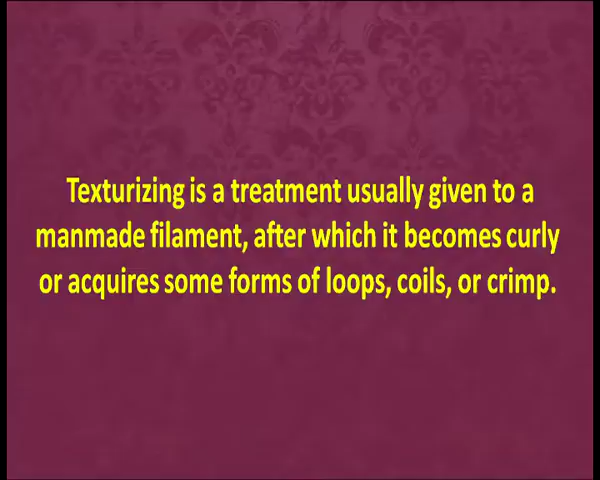 Texturizing is a treatment usually given to a
manmade filament, after which it becomes curly
or acquires some forms of loops, coils, or crimp.